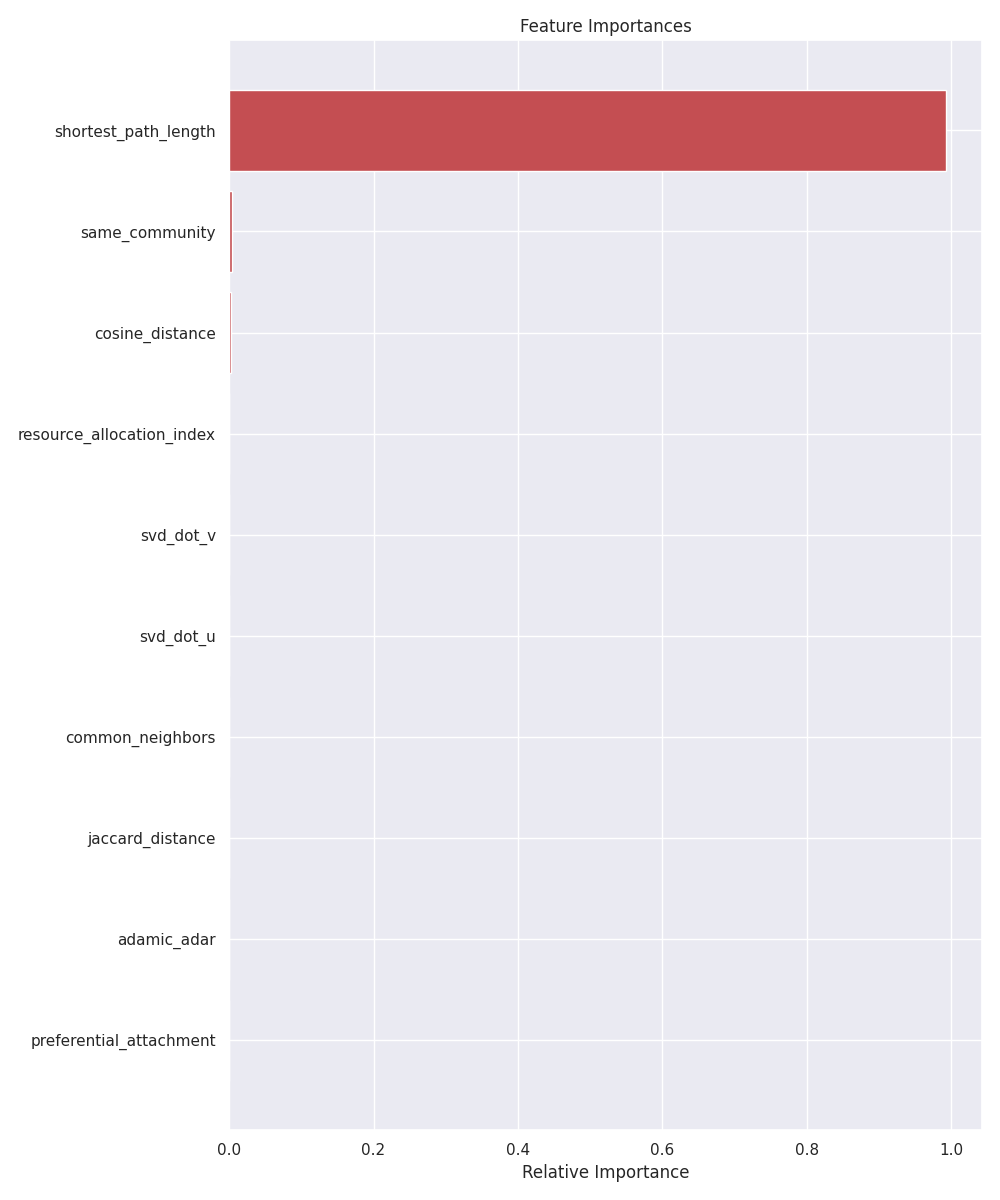 Feature Importances
shortest_path_length
same_community
cosine_distance
resource_allocation_index
svd_dot_v
svd_dot_u
common_neighbors
jaccard_distance
adamic_adar
preferential_attachment
0.0 0.2 0.4 0.6 0.8 1.0
Relative Importance